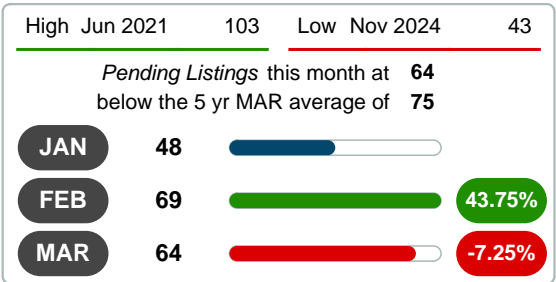 High Jun 2021 103 Low Nov 2024 43
Pending Listings this month at 64
below the 5 yr MAR average of 75
JAN 48
FEB 69 43.75%
MAR 64 -7.25%